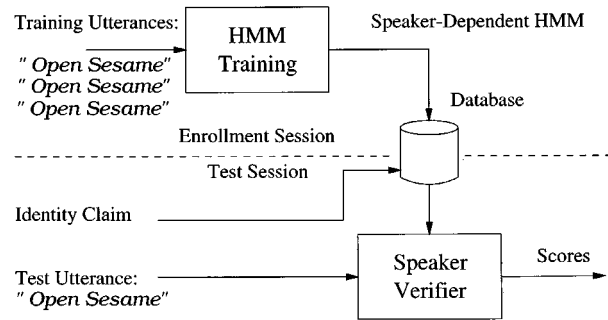 Training Utterances:
" Open Sesame"
" Open Sesame"
" Open Sesame"
HMM
Training
Speaker-Dependent HMM
Database
Enrollment Session
Test Session
Identity Claim
Test Utterance:
" Open Sesame"
Speaker
Verifier
Scores